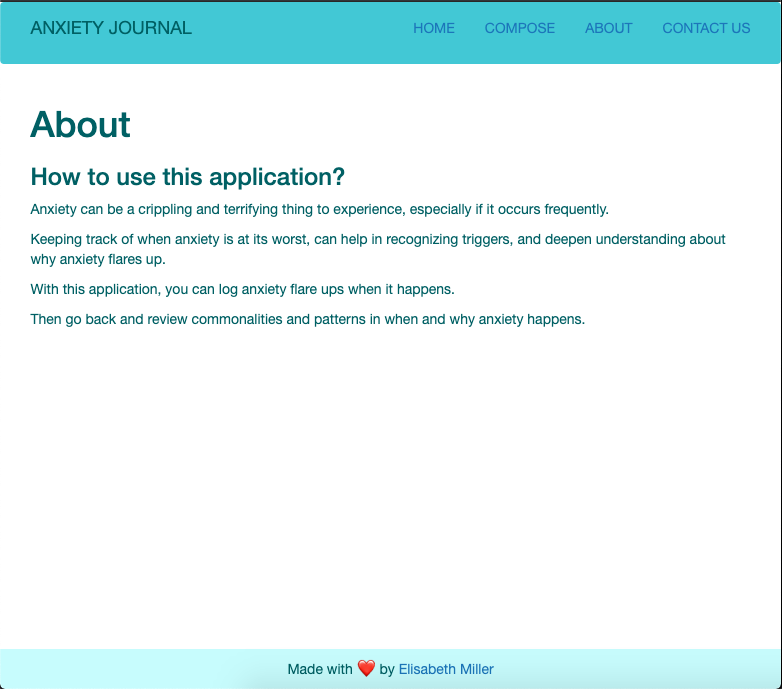 ANXIETY JOURNAL HOME COMPOSE ABOUT CONTACT US
About
How to use this application?
Anxiety can be a crippling and terrifying thing to experience, especially if it occurs frequently.
Keeping track of when anxiety is at its worst, can help in recognizing triggers, and deepen understanding about
why anxiety flares up.
With this application, you can log anxiety flare ups when it happens.
Then go back and review commonalities and patterns in when and why anxiety happens.
Made with ❤️ by Elisabeth Miller